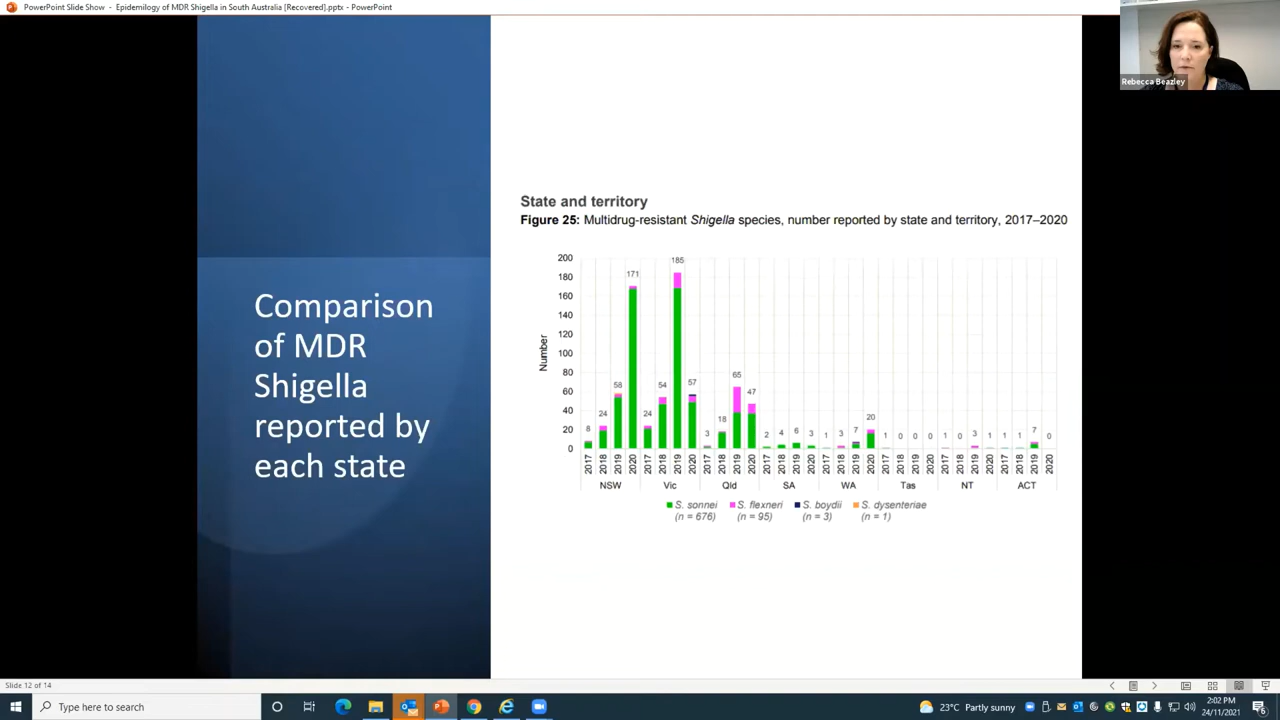 PowerPoint Slide Show - Epidemilogy of MDR Shigella in South Australia [Recovered].pptx - PowerPoint
Rebecca Beazley
Comparison
of MDR
Shigella
reported by
each state
State and territory
Figure 25: Multidrug-resistant Shigella species, number reported by state and territory, 2017–2020
Number
200
180
160
140
120
100
80
60
40
20
0
8 24 58 171 24 54 185 57 3 18 65 47 2 4 6 3 1 3 7 20 1 0 0 0 1 0 3 1 1 1 7 0
2017 2018 2019 2020 2017 2018 2019 2020 2017 2018 2019 2020 2017 2018 2019 2020 2017 2018 2019 2020 2017 2018 2019 2020 2017 2018 2019 2020 2017 2018 2019 2020
NSW Vic Qld SA WA Tas NT ACT
S. sonnei S. flexneri S. boydii S. dysenteriae
(n = 676) (n = 95) (n = 3) (n = 1)
Slide 12 of 14
Type here to search
23°C Partly sunny
2:02 PM
24/11/2021
6